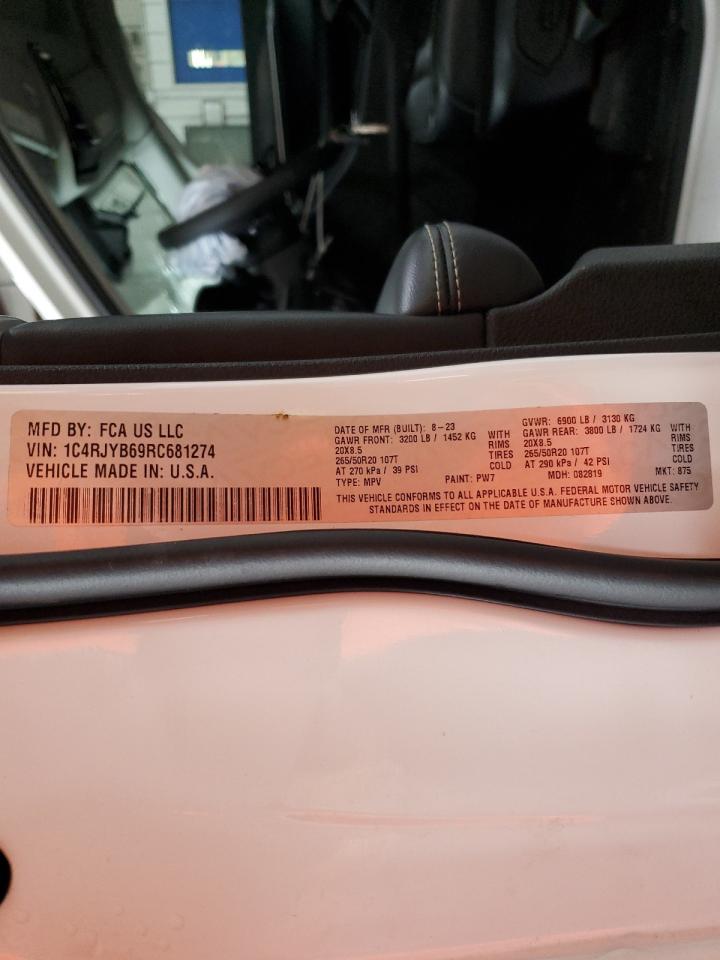 MFD BY: FCA US LLC
VIN: 1C4RJYB69RC681274
VEHICLE MADE IN: U.S.A.
DATE OF MFR (BUILT): 8-23
GAWR FRONT: 3200 LB / 1452 KG WITH
20X8.5 RIMS
265/50R20 107T TIRES
AT 270 kPa / 39 PSI COLD
TYPE: MPV PAINT: PW7
GVWR: 6900 LB / 3130 KG
GAWR REAR: 3800 LB / 1724 KG WITH
20X8.5 RIMS
265/50R20 107T TIRES
AT 290 kPa / 42 PSI COLD
MDH: 082819 MKT: 875
THIS VEHICLE CONFORMS TO ALL APPLICABLE U.S.A. FEDERAL MOTOR VEHICLE SAFETY
STANDARDS IN EFFECT ON THE DATE OF MANUFACTURE SHOWN ABOVE.